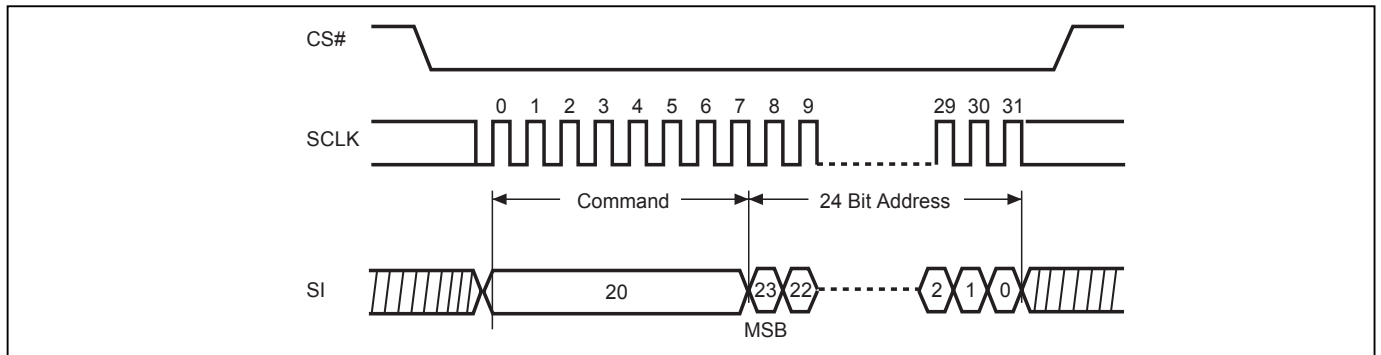 CS#
0 1 2 3 4 5 6 7 8 9 29 30 31
SCLK
Command 24 Bit Address
SI 20 23 22 2 1 0
MSB